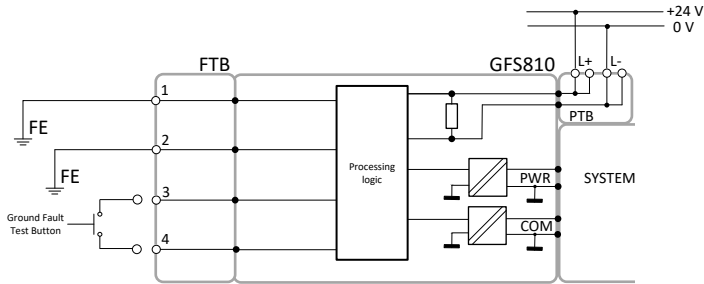 +24 V
0 V
FTB
GFS810
L+
L-
1
PTB
FE
2
Processing
logic
FE
PWR
SYSTEM
3
Ground Fault
Test Button
COM
4